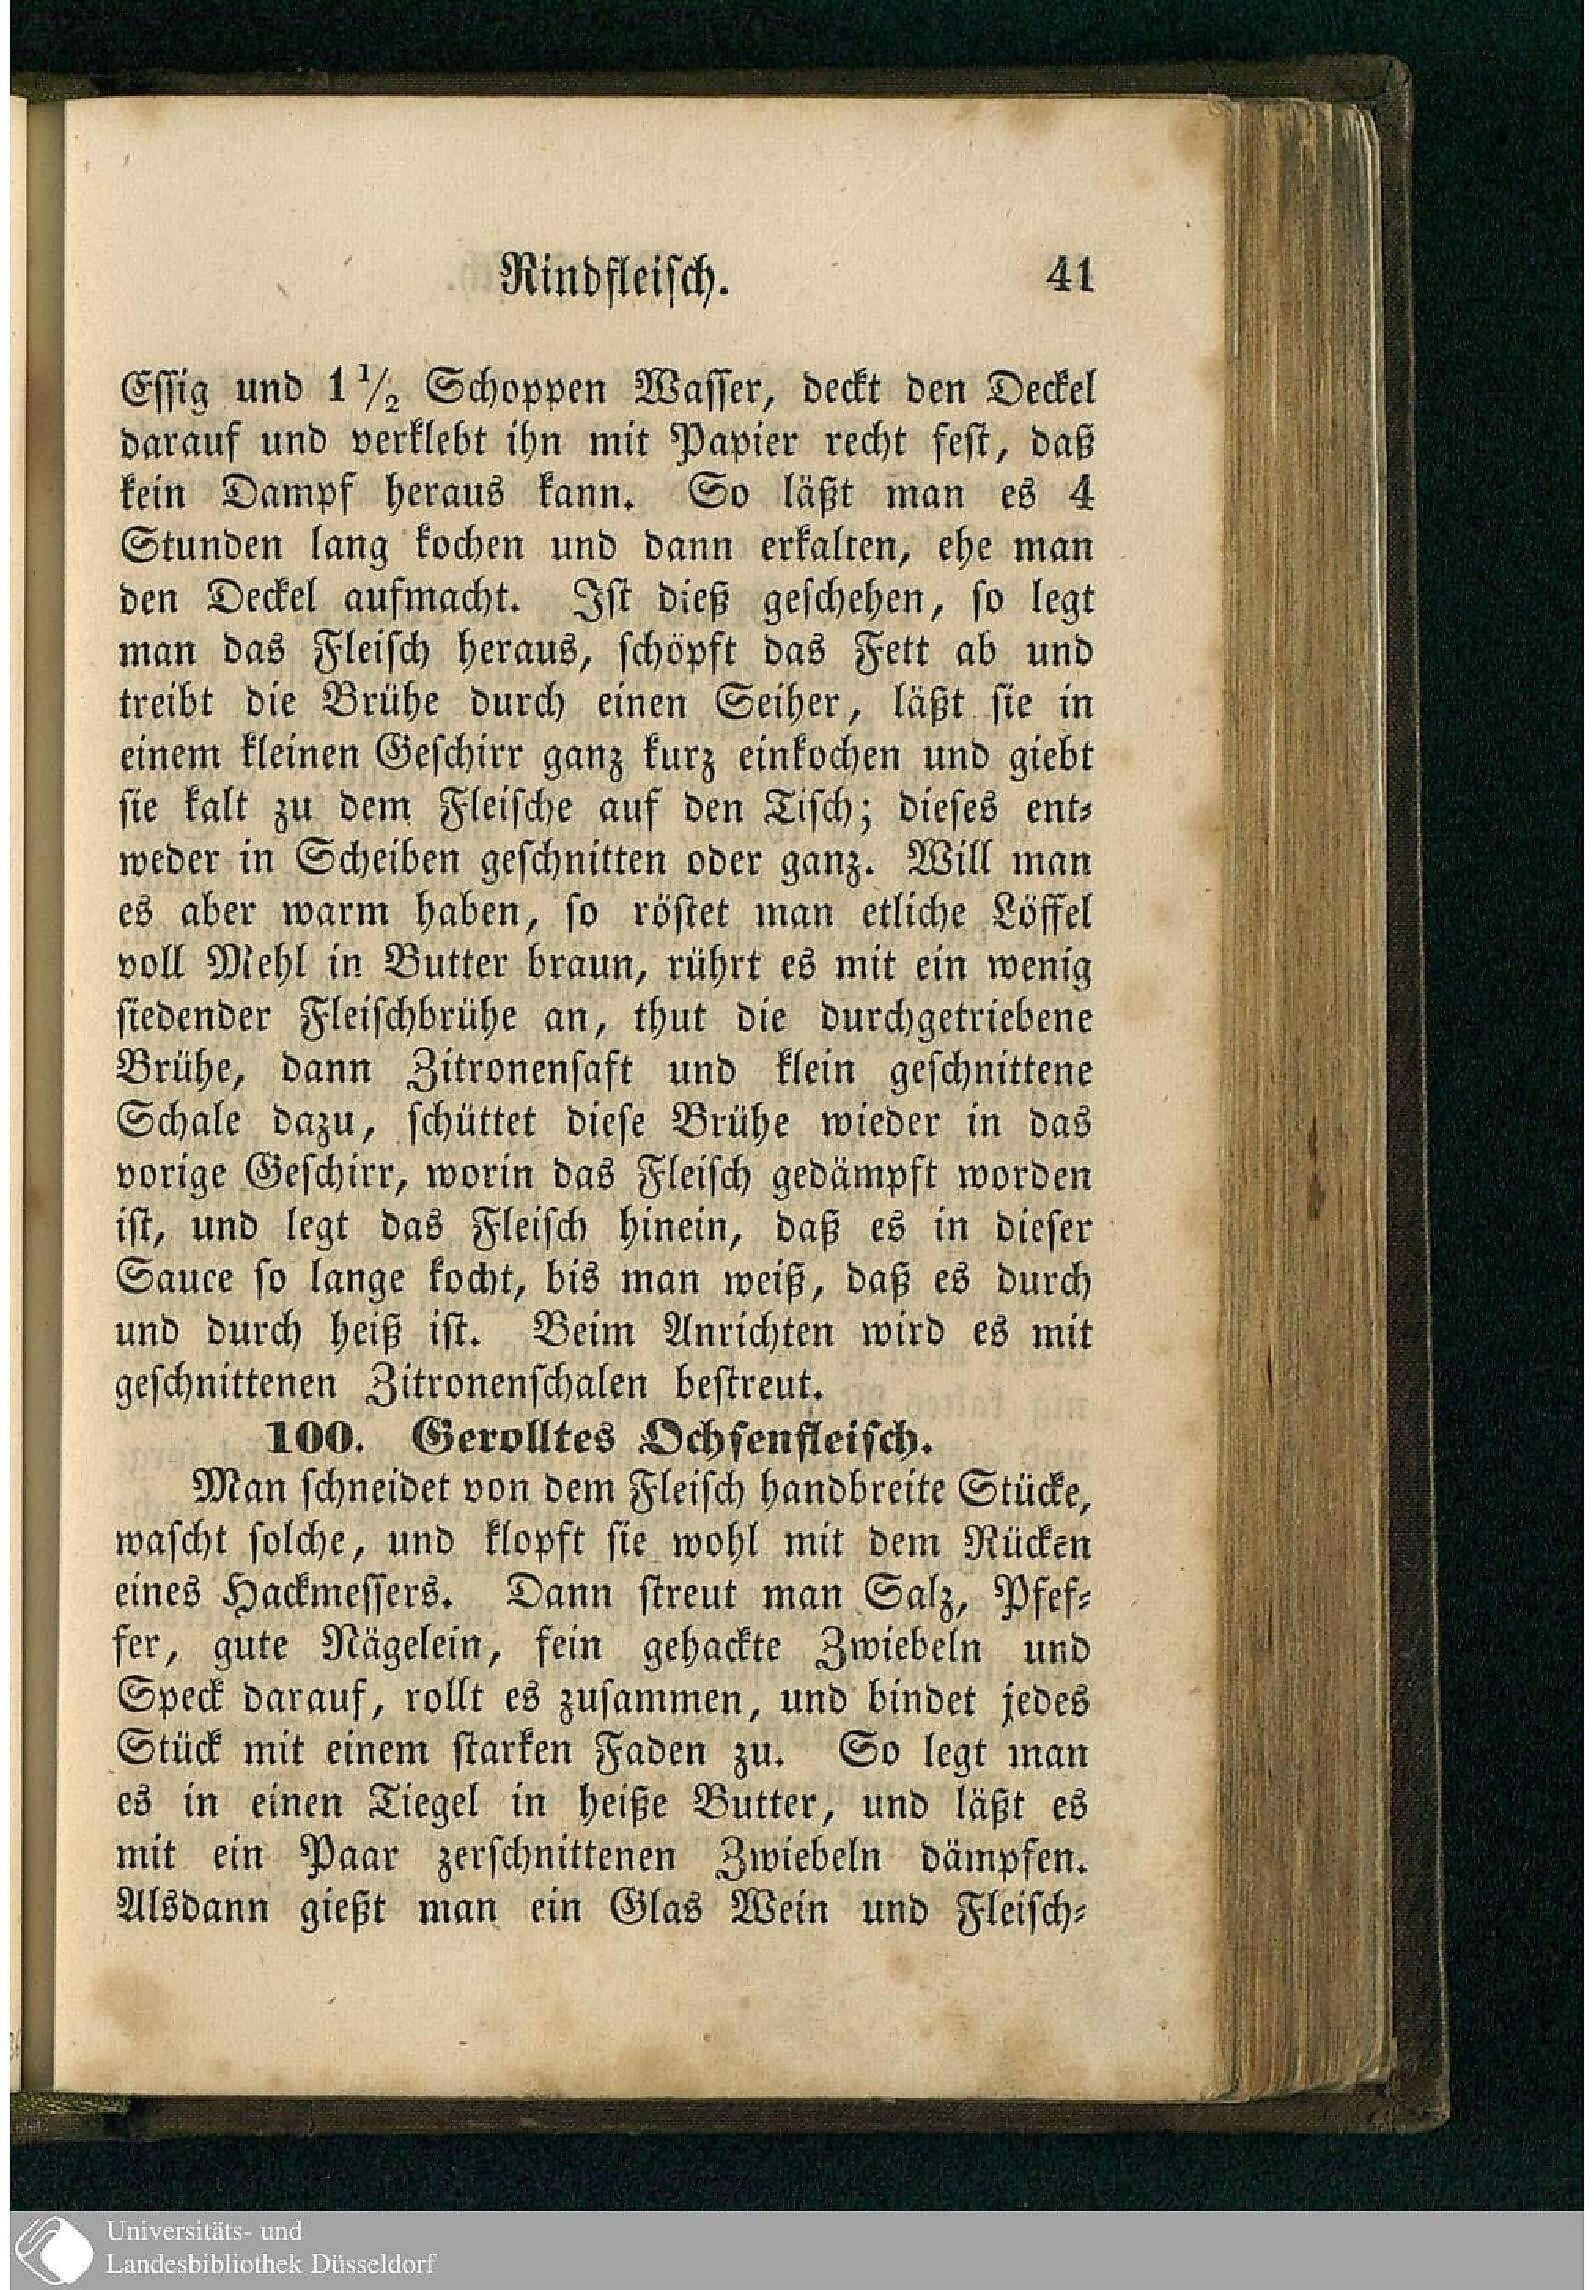 Rindfleisch. 41
Essig und 1 1/2 Schoppen Wasser, deckt den Deckel
darauf und verklebt ihn mit Papier recht fest, daß
kein Dampf heraus kann. So läßt man es 4
Stunden lang kochen und dann erkalten, ehe man
den Deckel aufmacht. Ist dieß geschehen, so legt
man das Fleisch heraus, schöpft das Fett ab und
treibt die Brühe durch einen Seiher, läßt sie in
einem kleinen Geschirr ganz kurz einkochen und giebt
sie kalt zu dem Fleische auf den Tisch; dieses ent-
weder in Scheiben geschnitten oder ganz. Will man
es aber warm haben, so röstet man etliche Löffel
voll Mehl in Butter braun, rührt es mit ein wenig
siedender Fleischbrühe an, thut die durchgetriebene
Brühe, dann Zitronensaft und klein geschnittene
Schale dazu, schüttet diese Brühe wieder in das
vorige Geschirr, worin das Fleisch gedämpft worden
ist, und legt das Fleisch hinein, daß es in dieser
Sauce so lange kocht, bis man weiß, daß es durch
und durch heiß ist. Beim Anrichten wird es mit
geschnittenen Zitronenschalen bestreut.
100. Gerolltes Ochsenfleisch.
Man schneidet von dem Fleisch handbreite Stücke,
wascht solche, und klopft sie wohl mit dem Rücken
eines Hackmessers. Dann streut man Salz, Pfef-
fer, gute Nägelein, fein gehackte Zwiebeln und
Speck darauf, rollt es zusammen, und bindet jedes
Stück mit einem starken Faden zu. So legt man
es in einen Tiegel in heiße Butter, und läßt es
mit ein Paar zerschnittenen Zwiebeln dämpfen.
Alsdann gießt man ein Glas Wein und Fleisch-
Universitäts- und
Landesbibliothek Düsseldorf